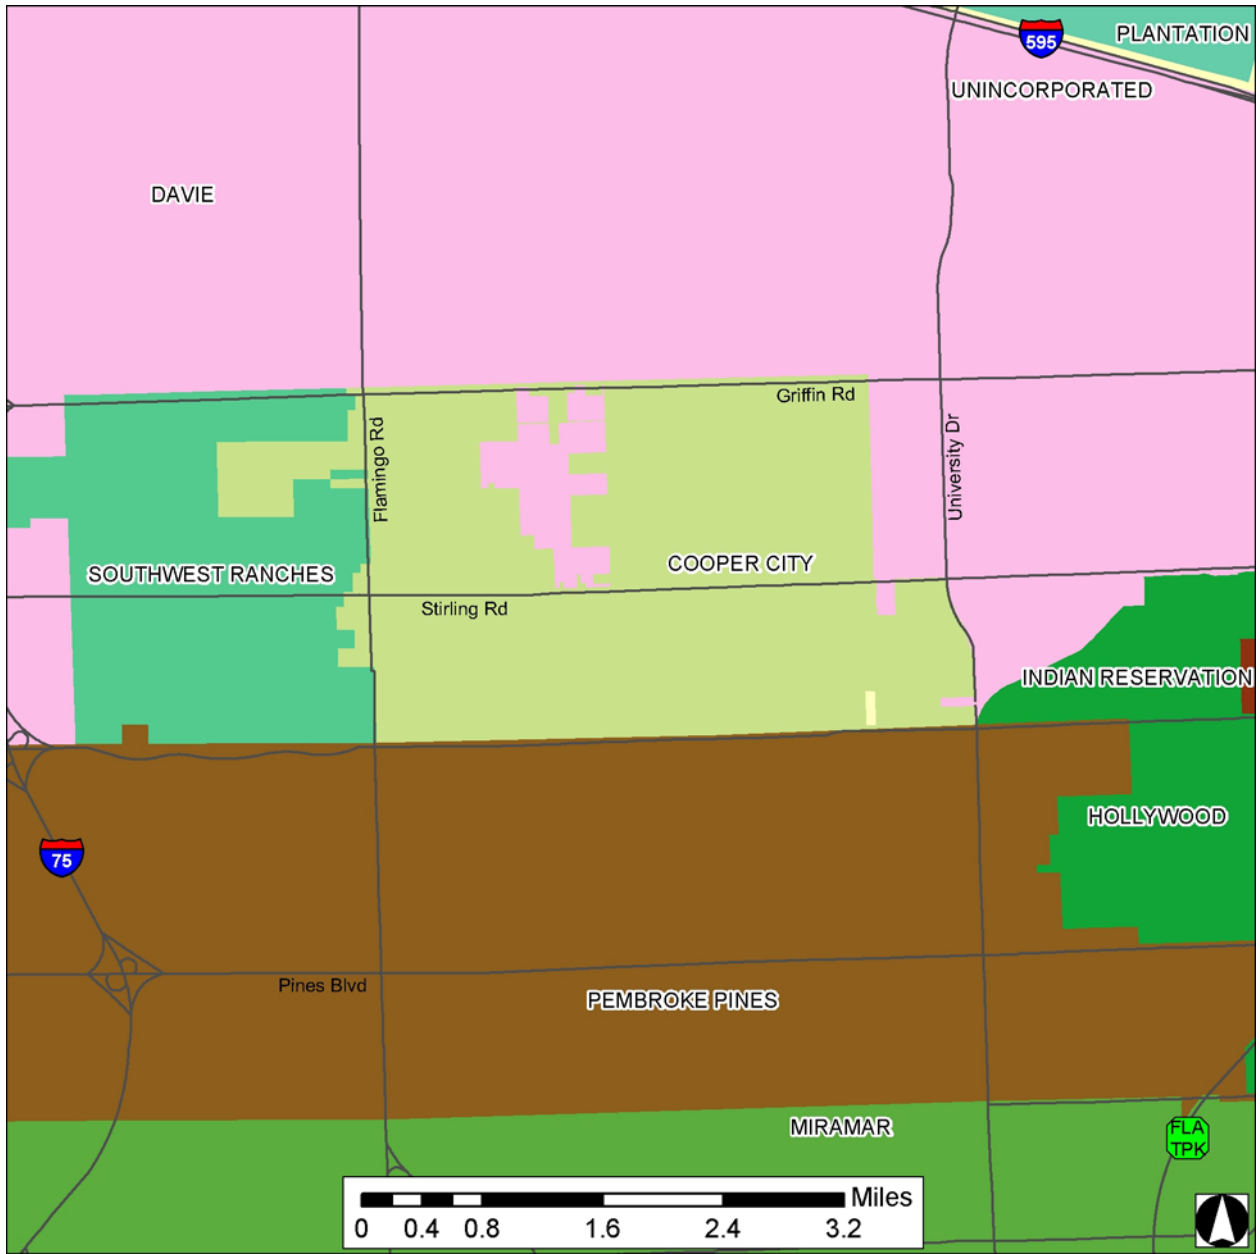 PLANTATION
595
UNINCORPORATED
DAVIE
Griffin Rd
Flamingo Rd
University Dr
COOPER CITY
SOUTHWEST RANCHES
Stirling Rd
INDIAN RESERVATION
HOLLYWOOD
75
Pines Blvd
PEMBROKE PINES
MIRAMAR
FLA
TPK
Miles
0 0.4 0.8 1.6 2.4 3.2